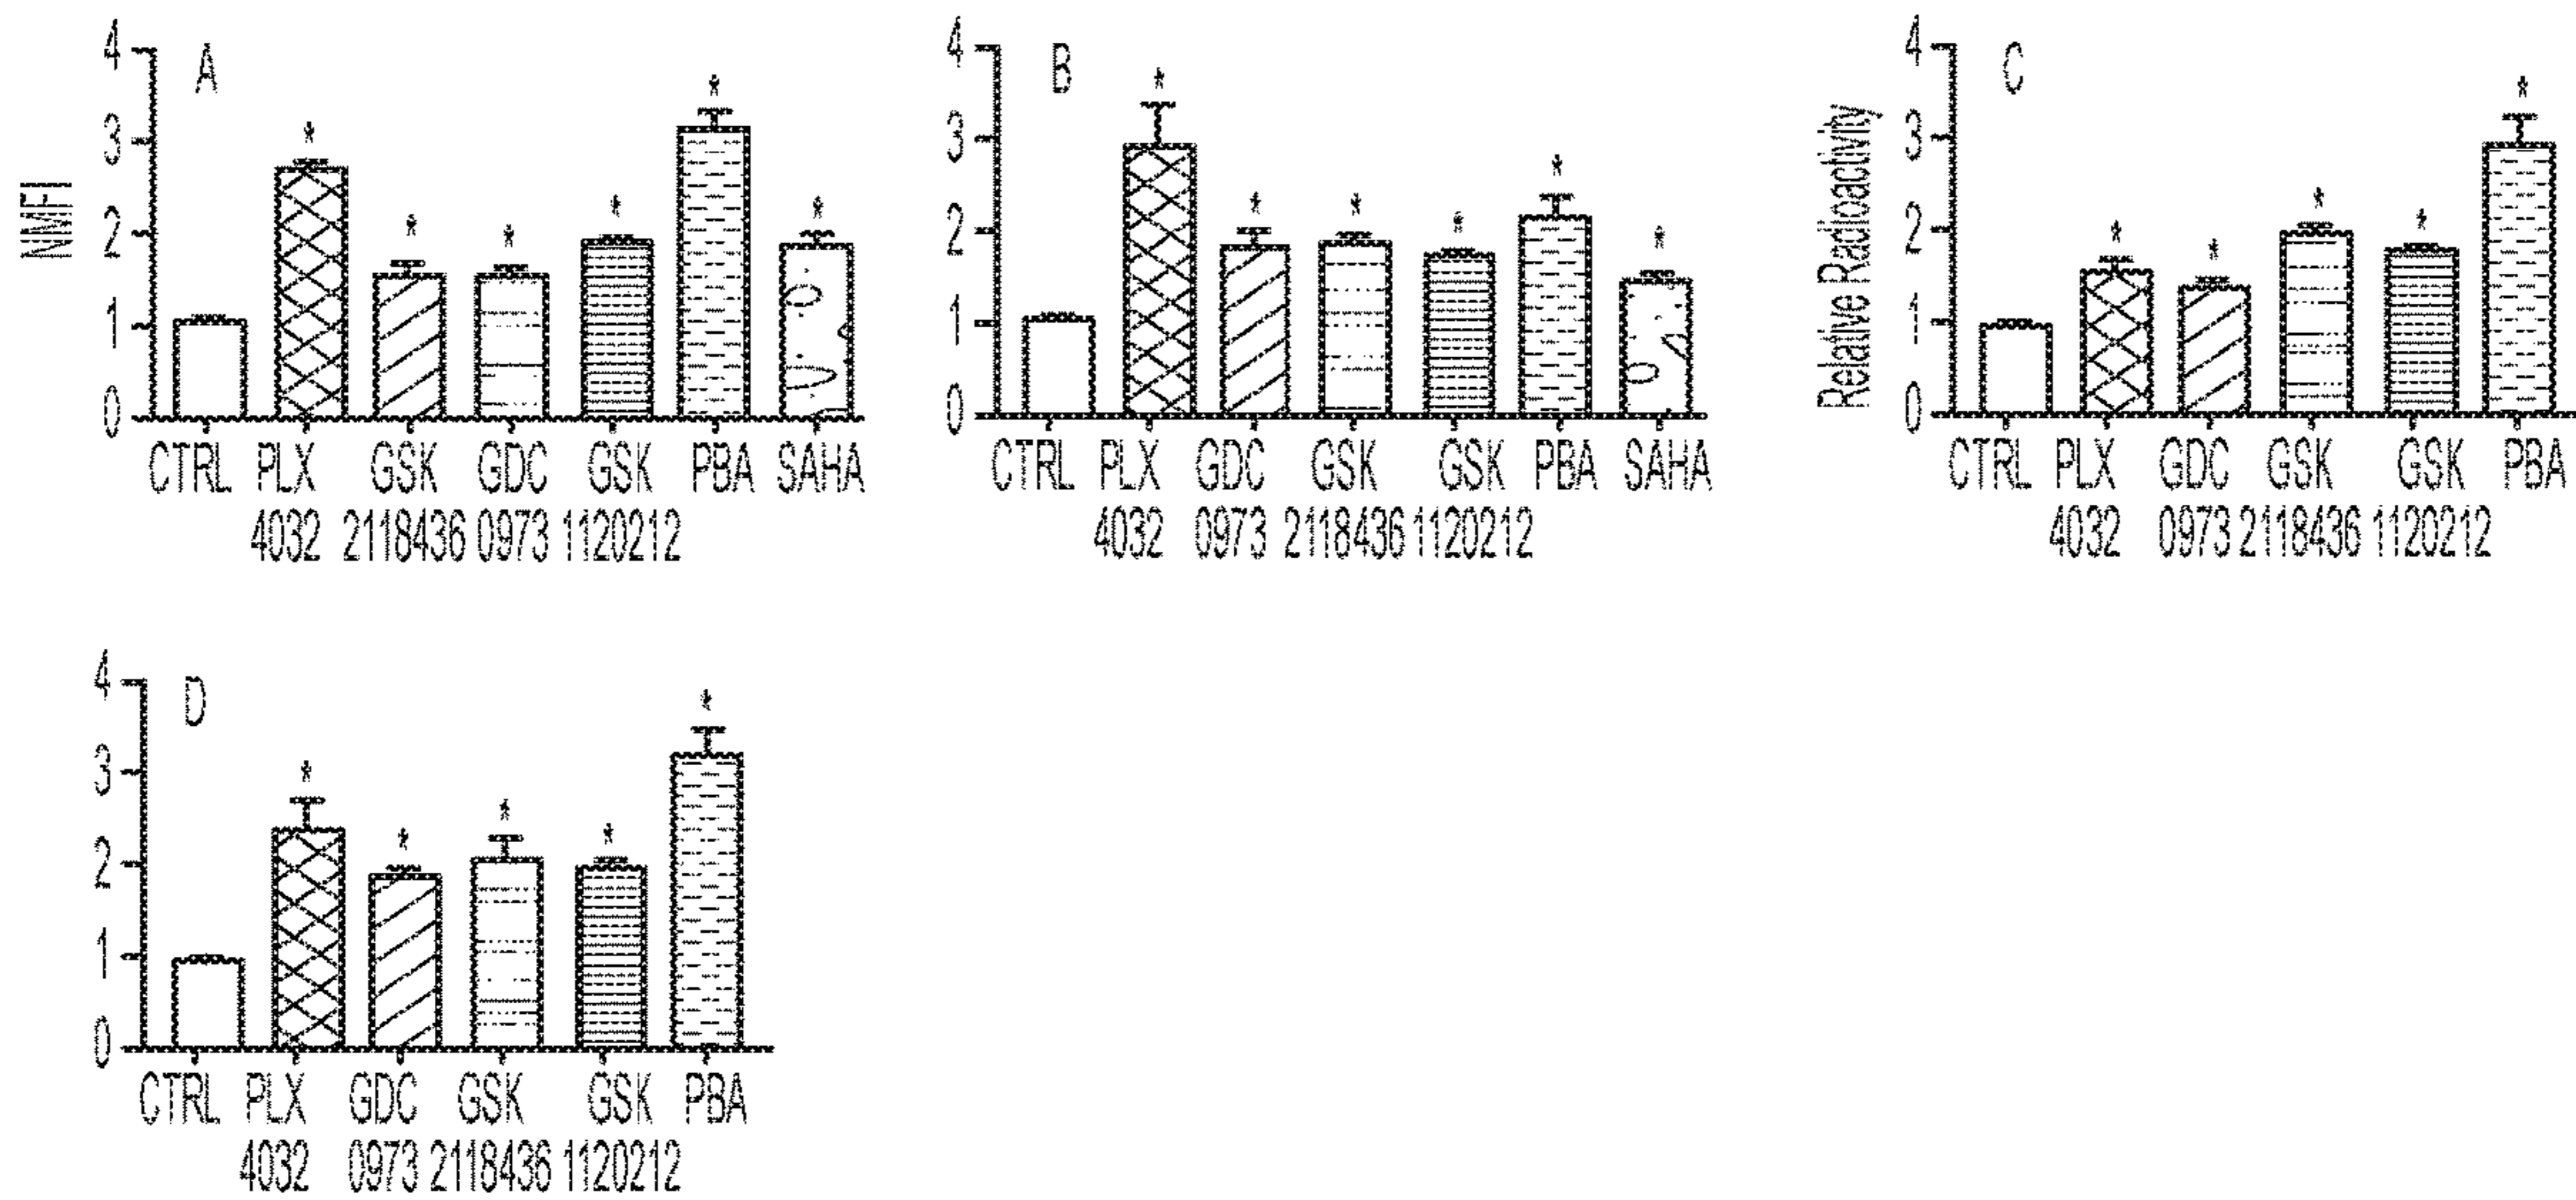 A
NMFI
4
3
2
1
0
* * * * * *
CTRL PLX GSK GDC GSK PBA SAHA
4032 2118436 0973 1120212
B
4
3
2
1
0
* * * * * *
CTRL PLX GDC GSK GSK PBA SAHA
4032 0973 2118436 1120212
C
Relative Radioactivity
4
3
2
1
0
* * * * *
CTRL PLX GDC GSK GSK PBA
4032 0973 2118436 1120212
D
4
3
2
1
0
* * * * *
CTRL PLX GDC GSK GSK PBA
4032 0973 2118436 1120212